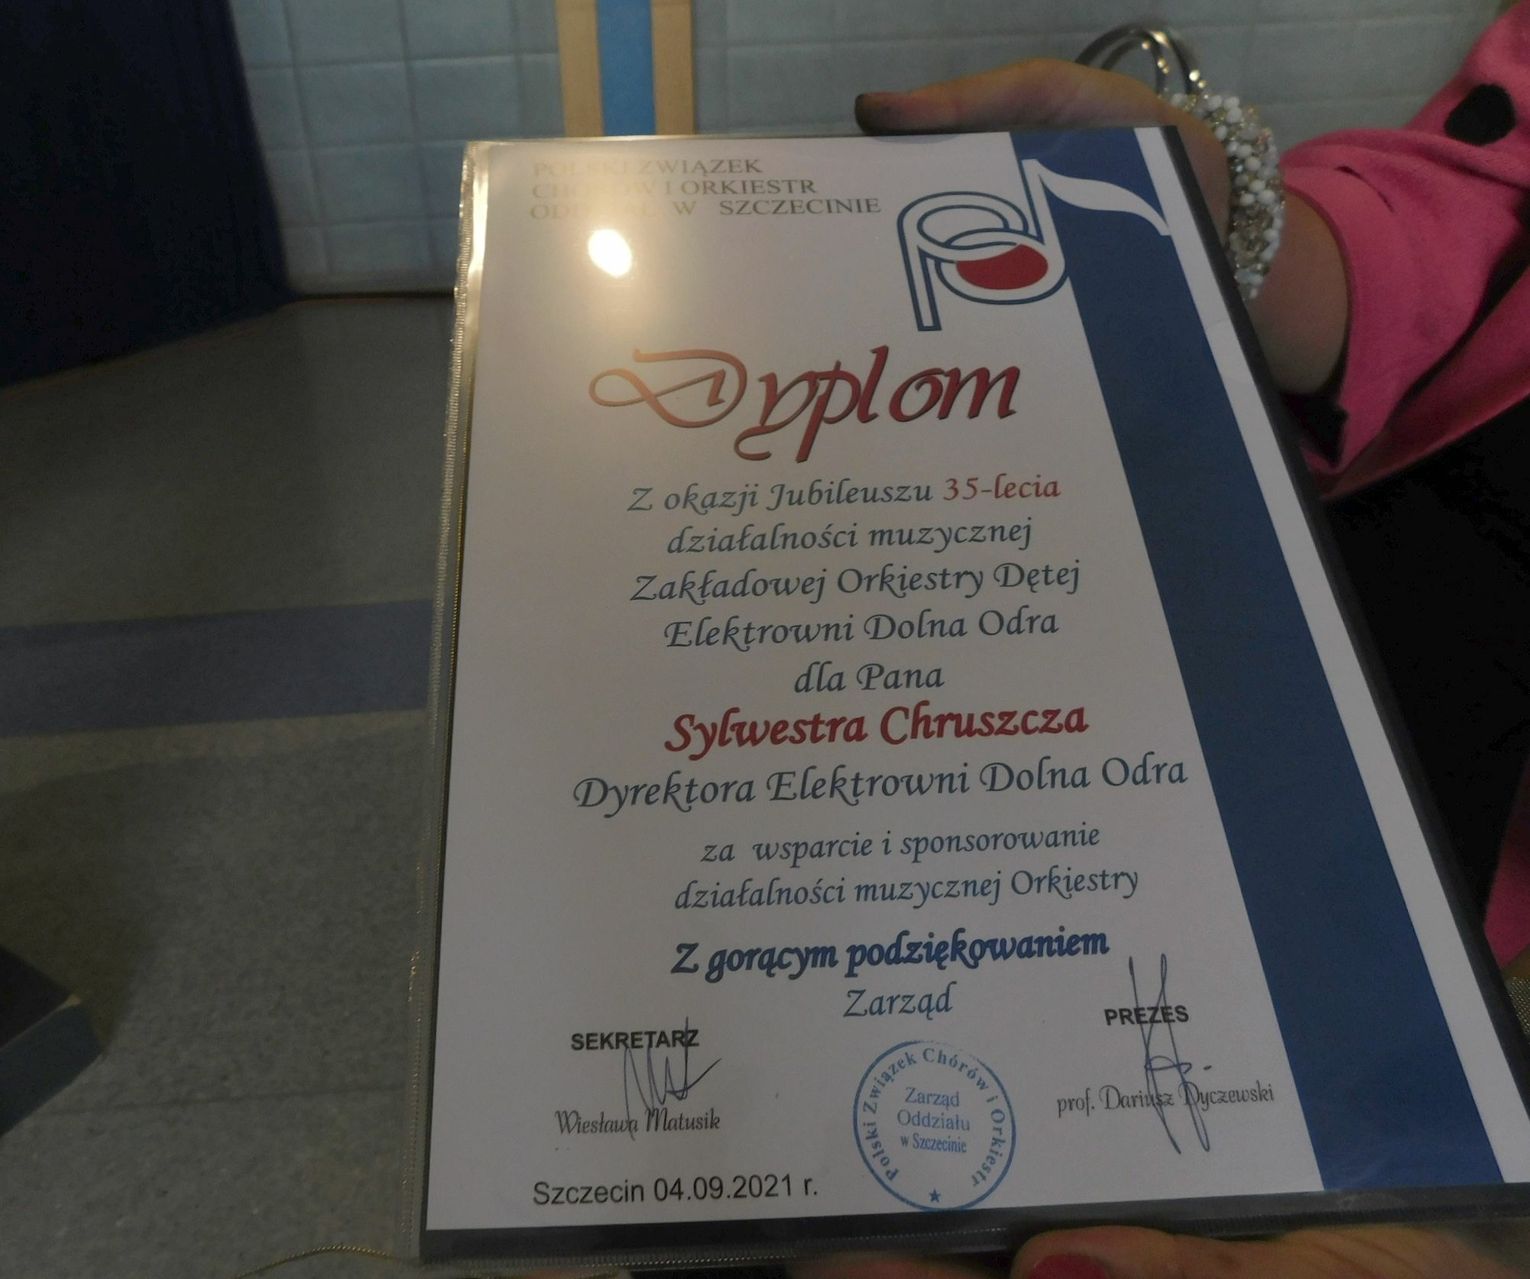 POLSKI ZWIĄZEK
CHÓRÓW I ORKIESTR
ODDZIAŁ W SZCZECINIE
Dyplom
Z okazji Jubileuszu 35-lecia
działalności muzycznej
Zakładowej Orkiestry Dętej
Elektrowni Dolna Odra
dla Pana
Sylwestra Chruszcza
Dyrektora Elektrowni Dolna Odra
za wsparcie i sponsorowanie
działalności muzycznej Orkiestry
Z gorącym podziękowaniem
Zarząd
SEKRETARZ
Wiesława Matusik
PREZES
prof. Dariusz Dyczewski
Polski Związek Chórów i Orkiestr
Zarząd
Oddziału
w Szczecinie
Szczecin 04.09.2021 r.